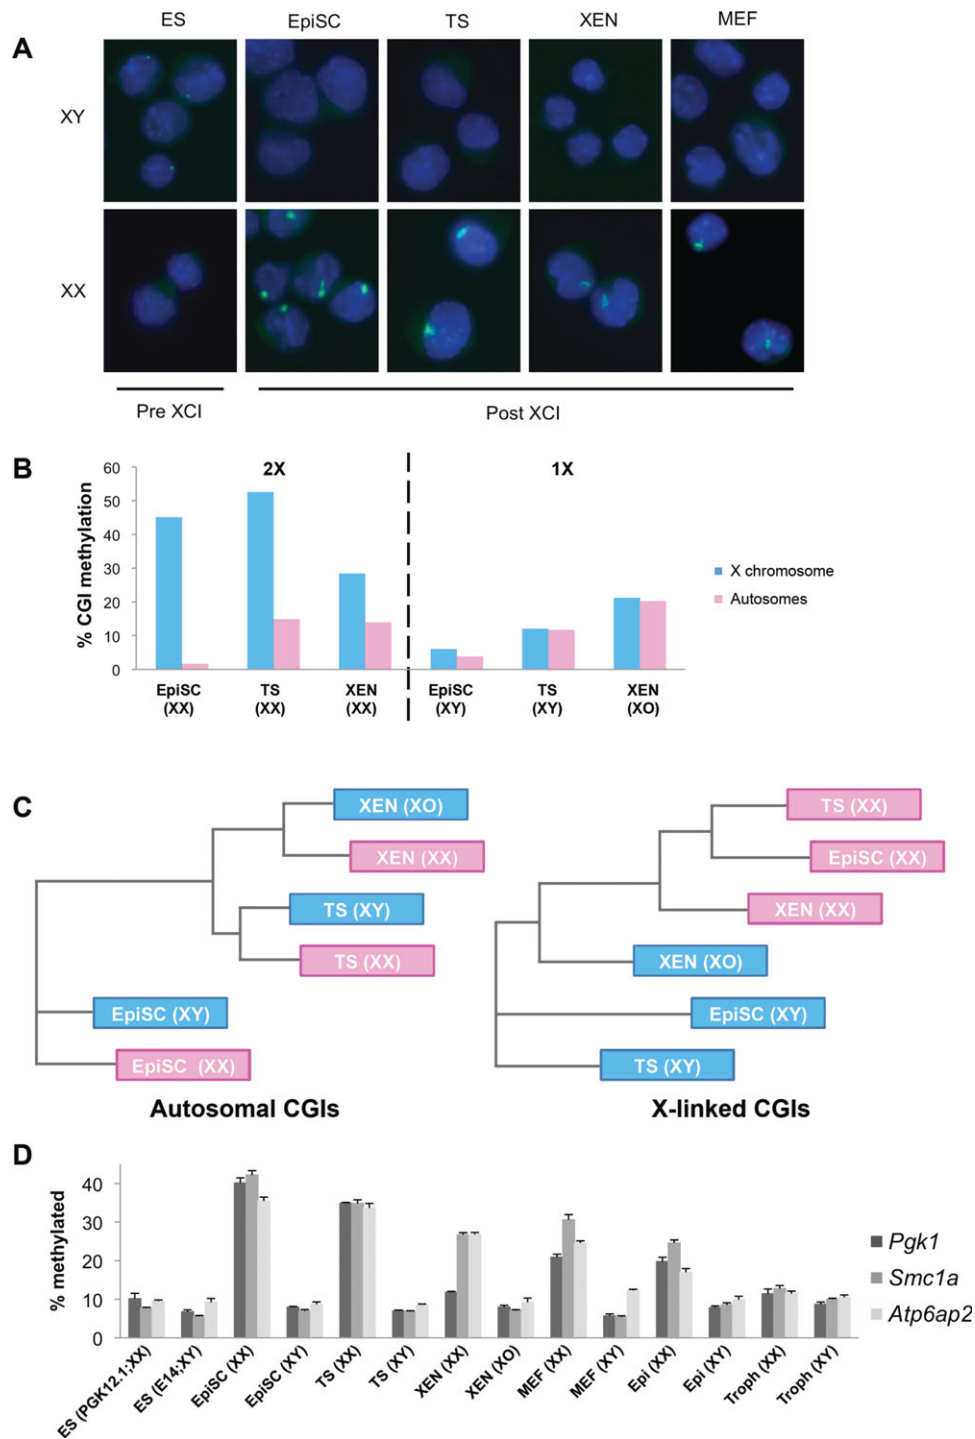 ES EpiSC TS XEN MEF
A
XY
XX
Pre XCI Post XCI
B
2X 1X
% CGI methylation
60
50
40
30
20
10
0
X chromosome
Autosomes
EpiSC (XX) TS (XX) XEN (XX) EpiSC (XY) TS (XY) XEN (XO)
C
XEN (XO)
XEN (XX)
TS (XY)
TS (XX)
EpiSC (XY)
EpiSC (XX)
Autosomal CGIs
TS (XX)
EpiSC (XX)
XEN (XX)
XEN (XO)
EpiSC (XY)
TS (XY)
X-linked CGIs
D
% methylated
40
30
20
10
0
Pgk1
Smc1a
Atp6ap2
ES (PGK12.1;XX)
ES (E14;XY)
EpiSC (XX)
EpiSC (XY)
TS (XX)
TS (XY)
XEN (XX)
XEN (XO)
MEF (XX)
MEF (XY)
Epi (XX)
Epi (XY)
Troph (XX)
Troph (XY)